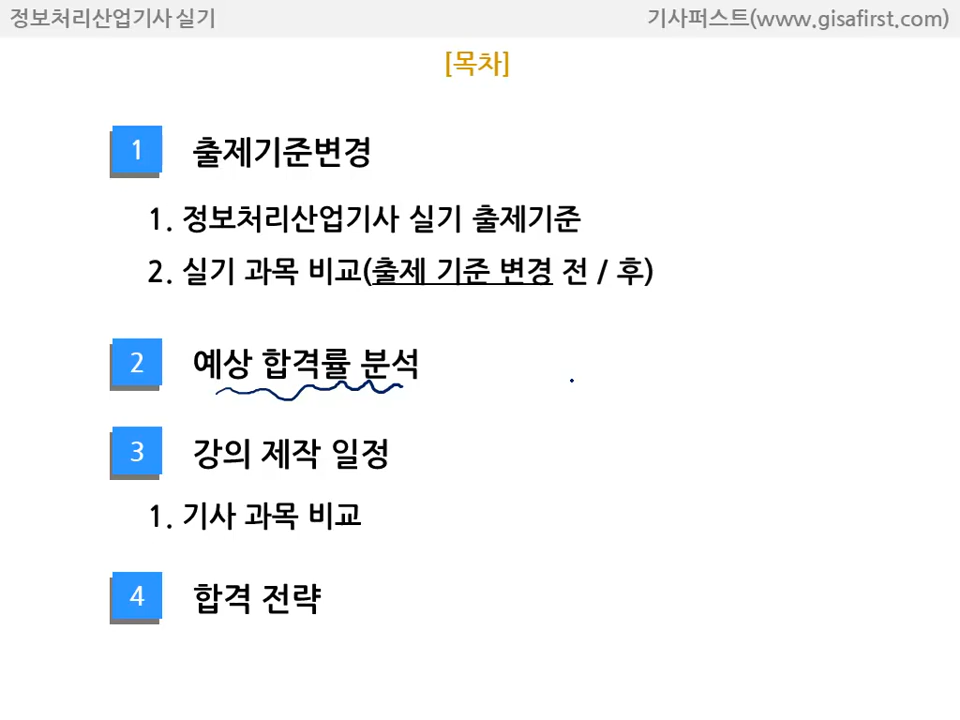 정보처리산업기사 실기
기사퍼스트(www.gisafirst.com)
[목차]
1 출제기준변경
1. 정보처리산업기사 실기 출제기준
2. 실기 과목 비교(출제 기준 변경 전 / 후)
2 예상 합격률 분석
3 강의 제작 일정
1. 기사 과목 비교
4 합격 전략